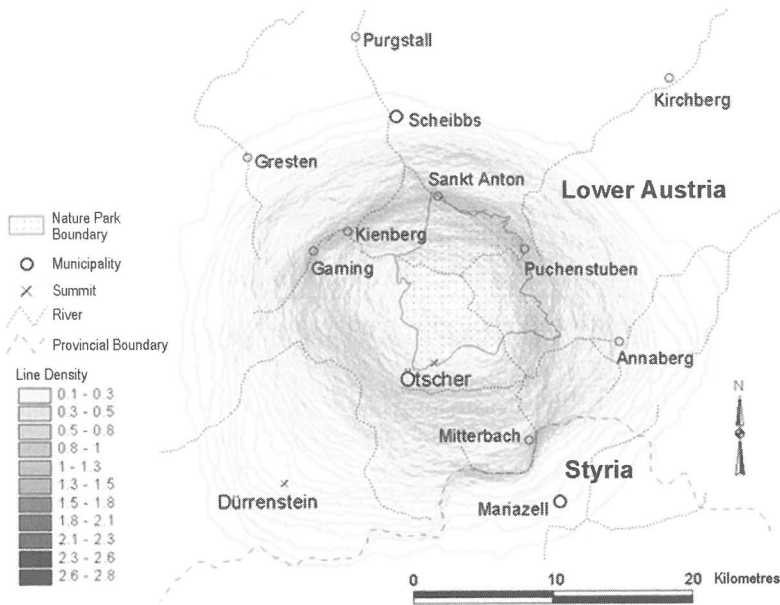 Purgstall
Kirchberg
Scheibbs
Gresten
Sankt Anton
Lower Austria
Nature Park
Boundary
Kienberg
Municipality
Gaming
Puchenstuben
Summit
River
Provincial Boundary
Annaberg
Line Density
Ötscher
0.1 - 0.3
0.3 - 0.5
N
0.5 - 0.8
0.8 - 1
Mitterbach
1 - 1.3
1.3 - 1.5
Styria
1.5 - 1.8
Dürrenstein
Mariazell
1.8 - 2.1
2.1 - 2.3
2.3 - 2.6
2.6 - 2.8
0 10 20 Kilometres